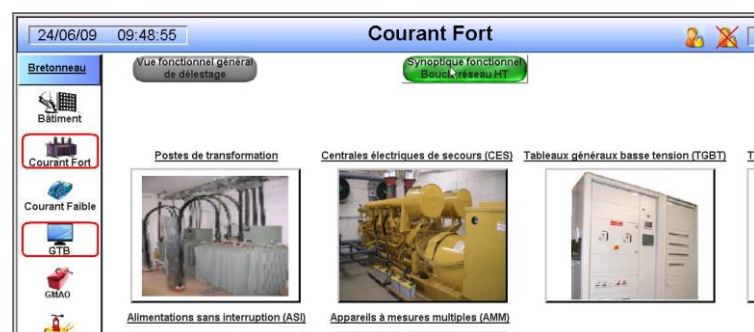 24/06/09 09:48:55
Courant Fort
Bretonneau
Vue fonctionnel général
de délestage
Synoptique fonctionnel
Boucle réseau HT
Bâtiment
Courant Fort
Courant Faible
GTB
GMAO
Postes de transformation
Centrales électriques de secours (CES)
Tableaux généraux basse tension (TGBT)
Alimentations sans interruption (ASI)
Appareils à mesures multiples (AMM)